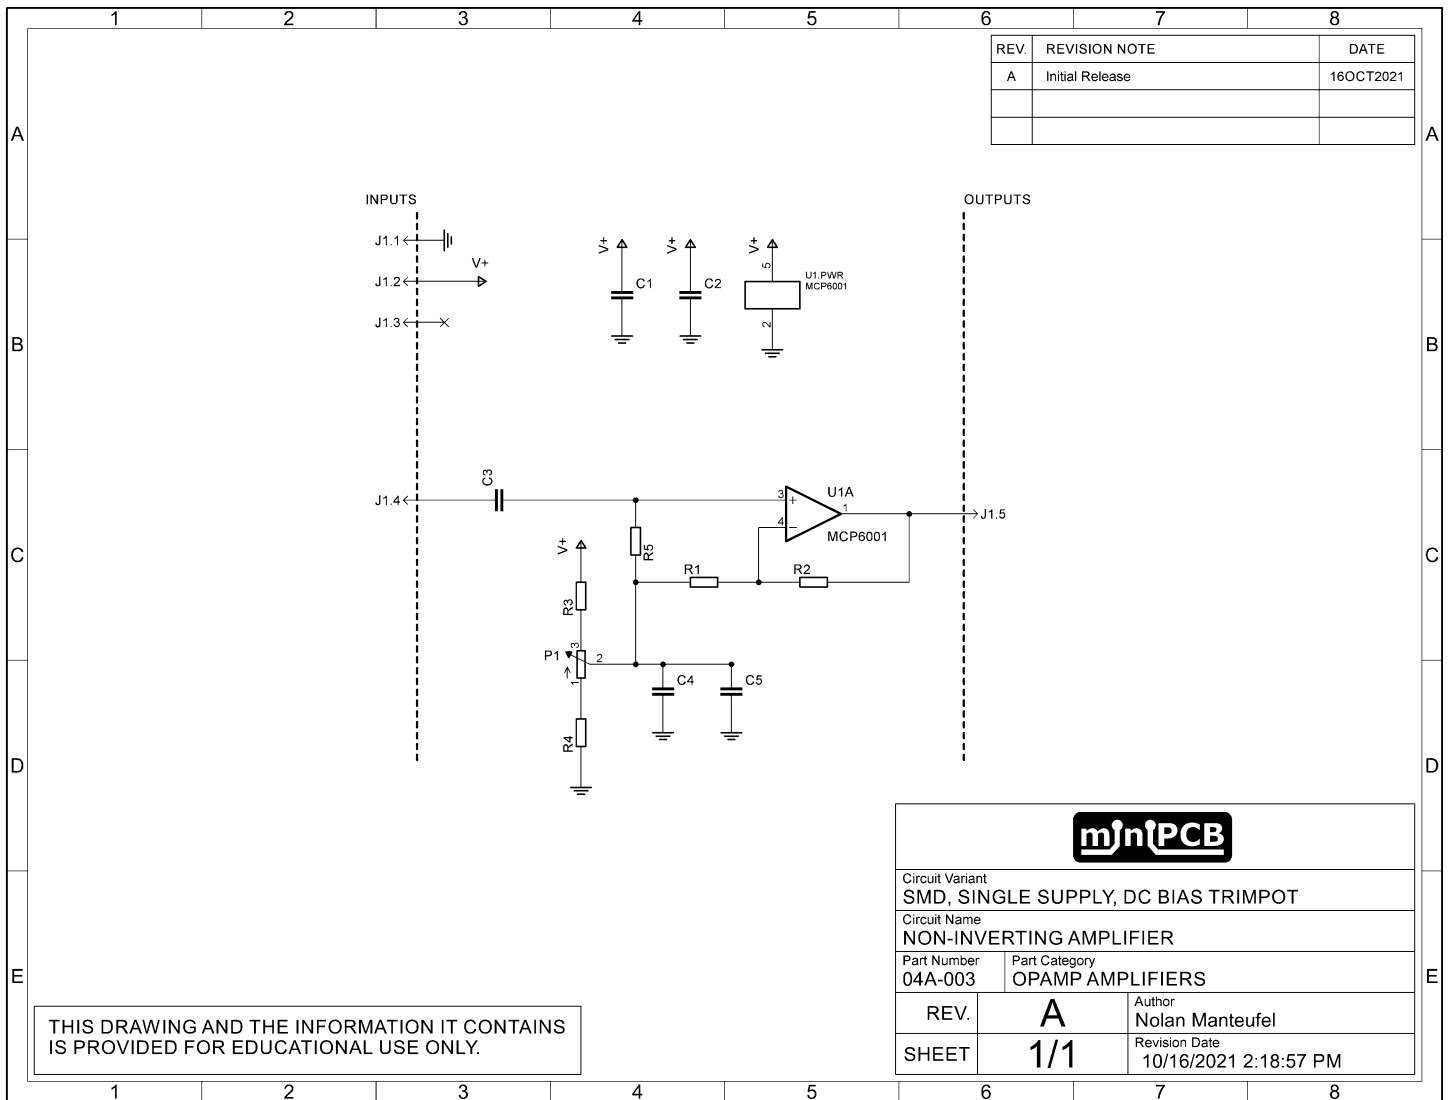 1 2 3 4 5 6 7 8
REV. REVISION NOTE DATE
A Initial Release 16OCT2021
A A
INPUTS OUTPUTS
J1.1
V+
J1.2
J1.3
V+ V+ V+
C1 C2
5
U1.PWR
MCP6001
2
B B
C3
J1.4
3 + U1A
1
4 −
MCP6001
J1.5
V+
R5
R1 R2
C C
R3
3
P1 2
1
C4 C5
R4
D D
miniPCB
Circuit Variant
SMD, SINGLE SUPPLY, DC BIAS TRIMPOT
Circuit Name
NON-INVERTING AMPLIFIER
Part Number Part Category
04A-003 OPAMP AMPLIFIERS
E E
REV. A
Author
Nolan Manteufel
SHEET 1/1
Revision Date
10/16/2021 2:18:57 PM
THIS DRAWING AND THE INFORMATION IT CONTAINS
IS PROVIDED FOR EDUCATIONAL USE ONLY.
1 2 3 4 5 6 7 8